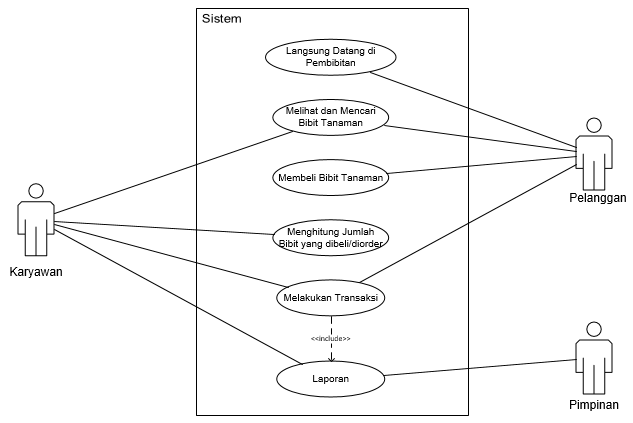 Sistem
Langsung Datang di
Pembibitan
Melihat dan Mencari
Bibit Tanaman
Membeli Bibit Tanaman
Menghitung Jumlah
Bibit yang dibeli/diorder
Melakukan Transaksi
<<include>>
Laporan
Karyawan
Pelanggan
Pimpinan